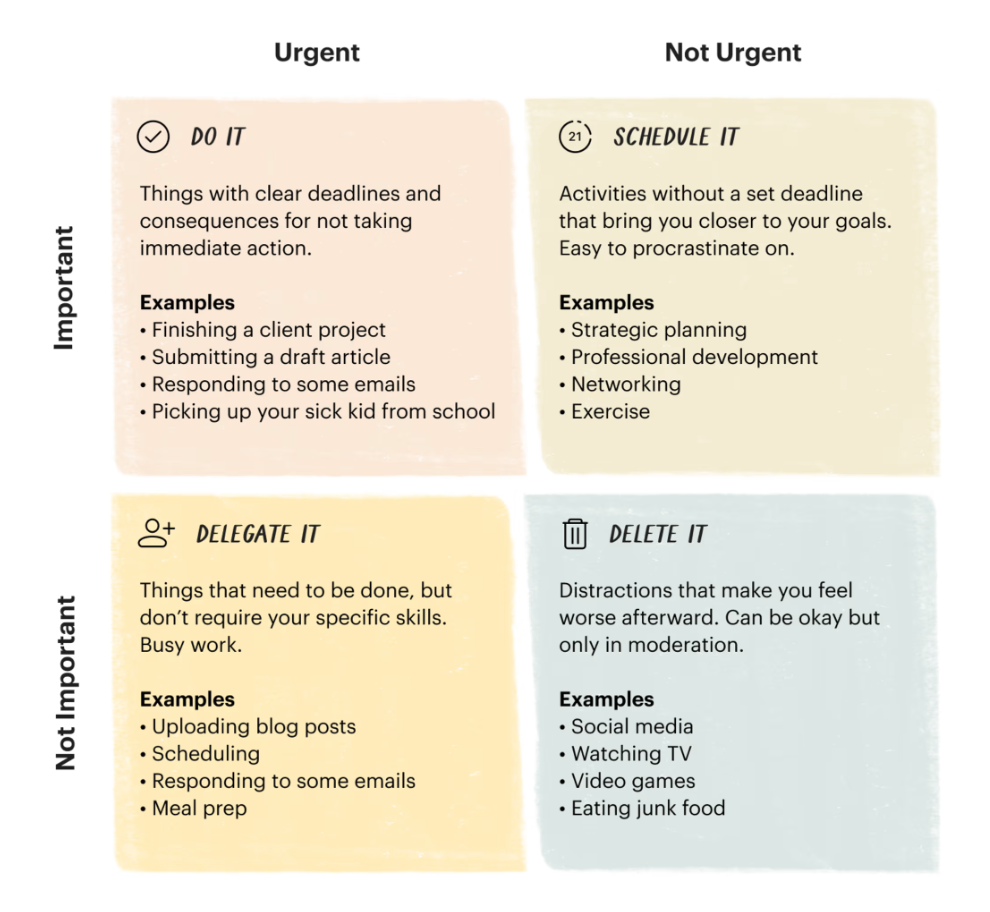 Urgent
Not Urgent
Important
DO IT
Things with clear deadlines and
consequences for not taking
immediate action.
Examples
• Finishing a client project
• Submitting a draft article
• Responding to some emails
• Picking up your sick kid from school
21
SCHEDULE IT
Activities without a set deadline
that bring you closer to your goals.
Easy to procrastinate on.
Examples
• Strategic planning
• Professional development
• Networking
• Exercise
Not Important
DELEGATE IT
Things that need to be done, but
don’t require your specific skills.
Busy work.
Examples
• Uploading blog posts
• Scheduling
• Responding to some emails
• Meal prep
DELETE IT
Distractions that make you feel
worse afterward. Can be okay but
only in moderation.
Examples
• Social media
• Watching TV
• Video games
• Eating junk food